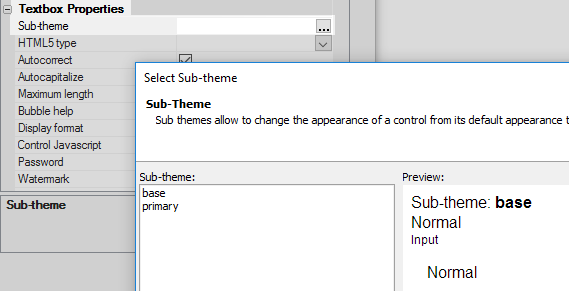 Textbox Properties
Sub-theme ...
HTML5 type
Autocorrect
Autocapitalize
Maximum length
Bubble help
Display format
Control Javascript
Password
Watermark
Sub-theme
Select Sub-theme
Sub-Theme
Sub themes allow to change the appearance of a control from its default appearance t
Sub-theme:
base
primary
Preview:
Sub-theme: base
Normal
Input
Normal